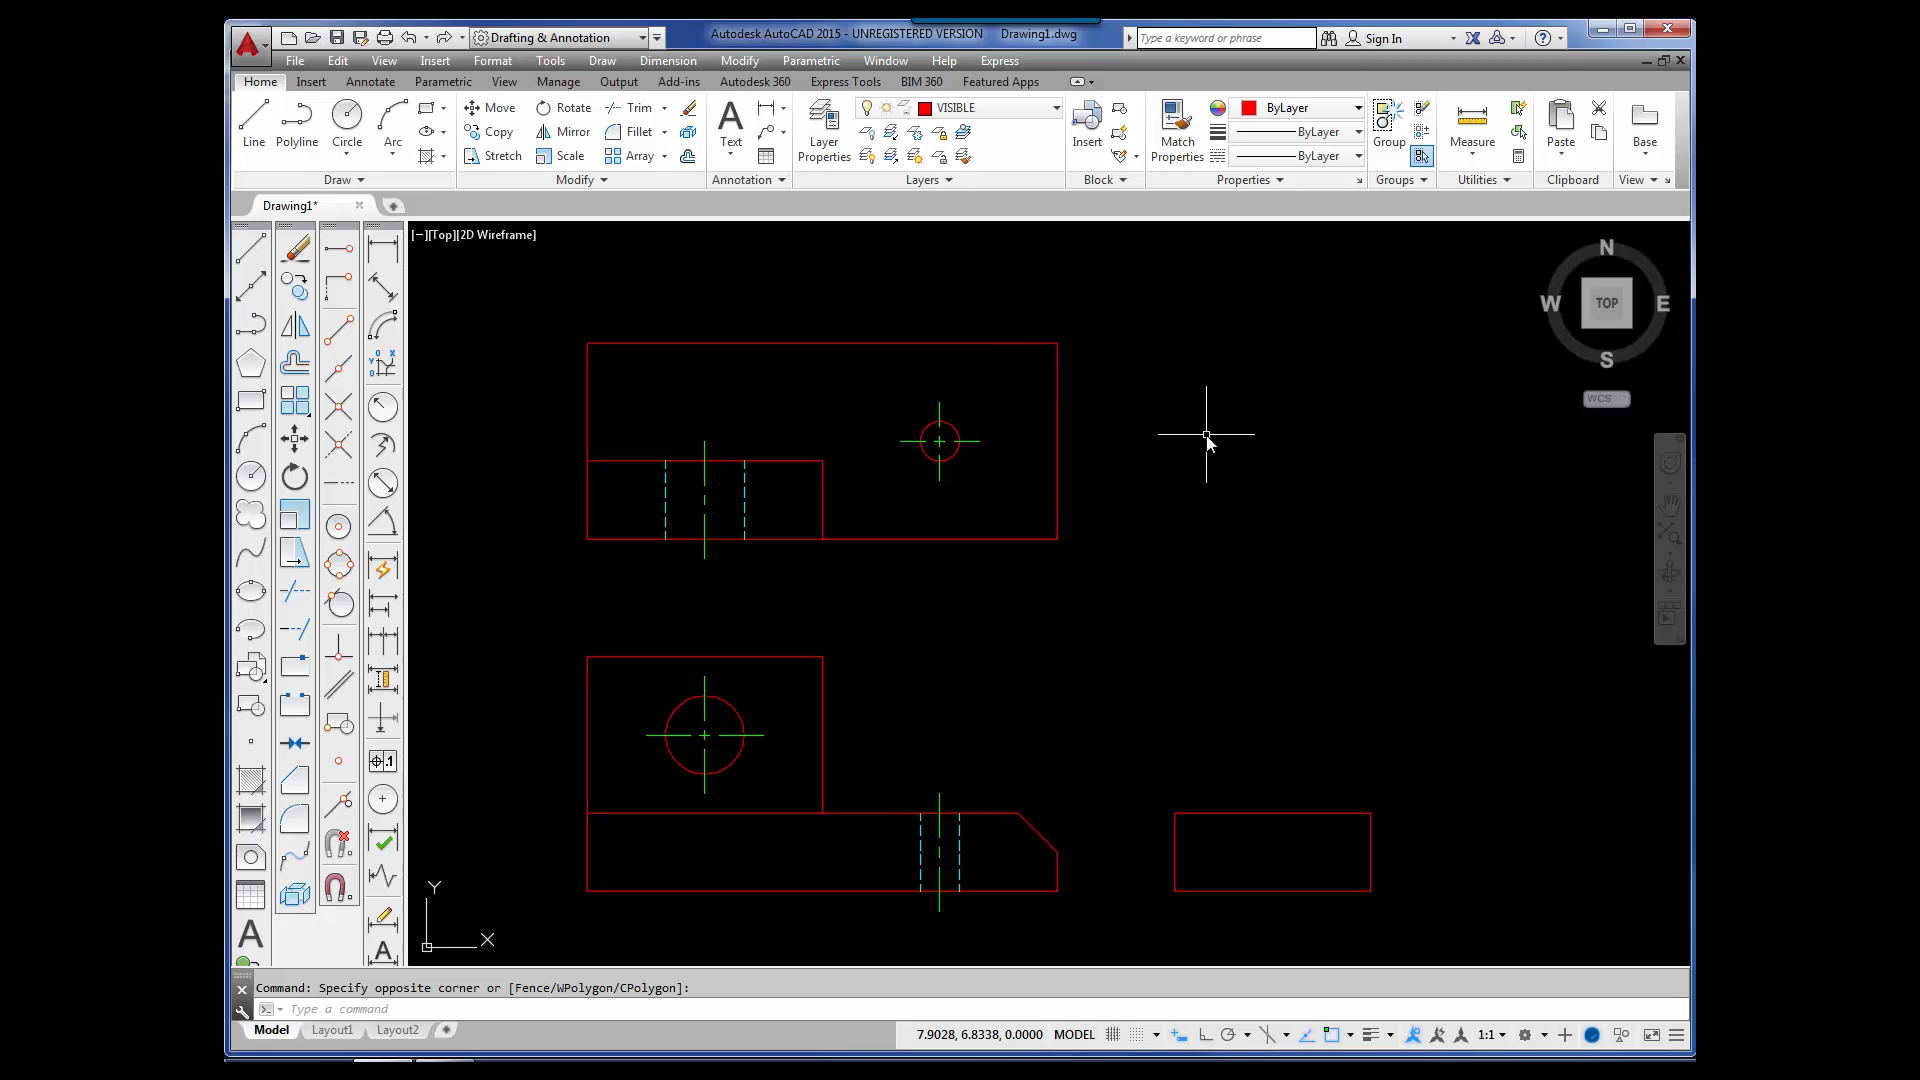 Drafting & Annotation
Autodesk AutoCAD 2015 - UNREGISTERED VERSION Drawing1.dwg
Type a keyword or phrase
Sign In
File Edit View Insert Format Tools Draw Dimension Modify Parametric Window Help Express
Home Insert Annotate Parametric View Manage Output Add-ins Autodesk 360 Express Tools BIM 360 Featured Apps
Line Polyline Circle Arc
Move Rotate Trim
Copy Mirror Fillet
Stretch Scale Array
A
Text
Layer Properties
VISIBLE
Insert
Match Properties
ByLayer
ByLayer
ByLayer
Group
Measure
Paste
Base
Draw Modify Annotation Layers Block Properties Groups Utilities Clipboard View
Drawing1*
[−][Top][2D Wireframe]
N
W TOP E
S
WCS
Y
X
A
A
Command: Specify opposite corner or [Fence/WPolygon/CPolygon]:
Type a command
Model Layout1 Layout2
7.9028, 6.8338, 0.0000 MODEL
1:1